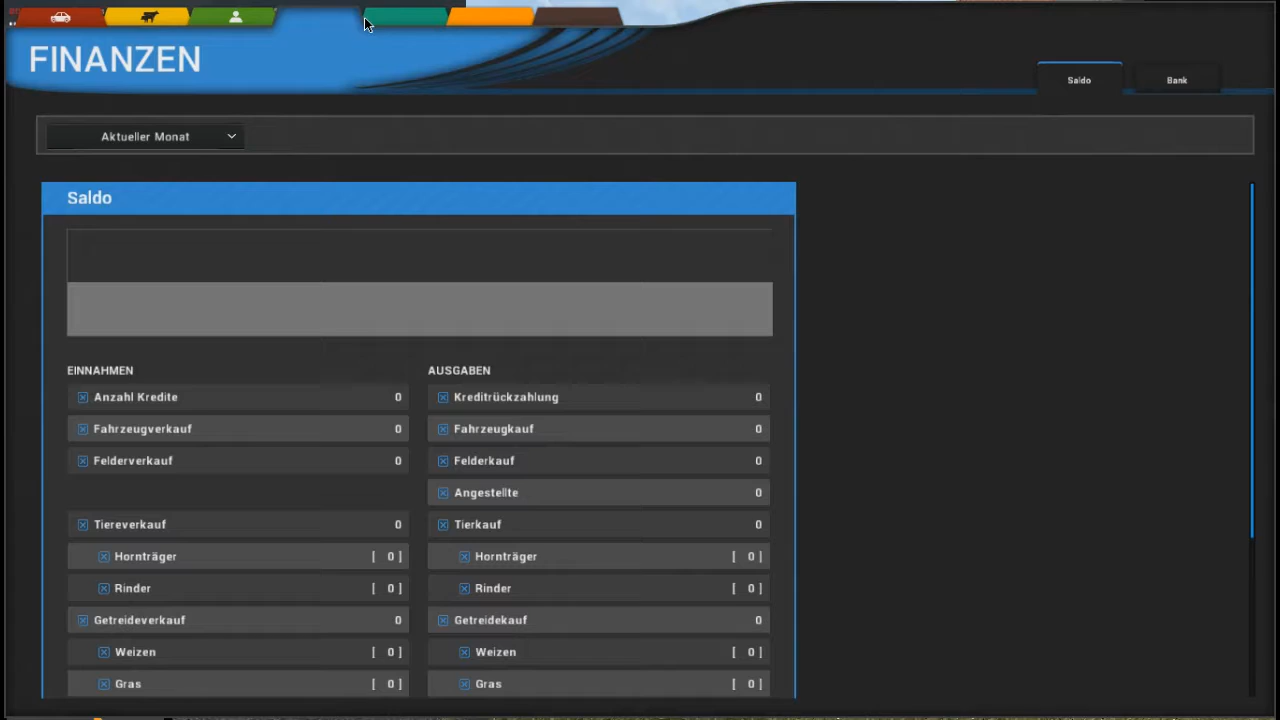 FINANZEN
Saldo Bank
Aktueller Monat
Saldo
EINNAHMEN AUSGABEN
Anzahl Kredite 0 Kreditrückzahlung 0
Fahrzeugverkauf 0 Fahrzeugkauf 0
Felderverkauf 0 Felderkauf 0
Angestellte 0
Tiereverkauf 0 Tierkauf 0
Hornträger [ 0 ] Hornträger [ 0 ]
Rinder [ 0 ] Rinder [ 0 ]
Getreideverkauf 0 Getreidekauf 0
Weizen [ 0 ] Weizen [ 0 ]
Gras [ 0 ] Gras [ 0 ]